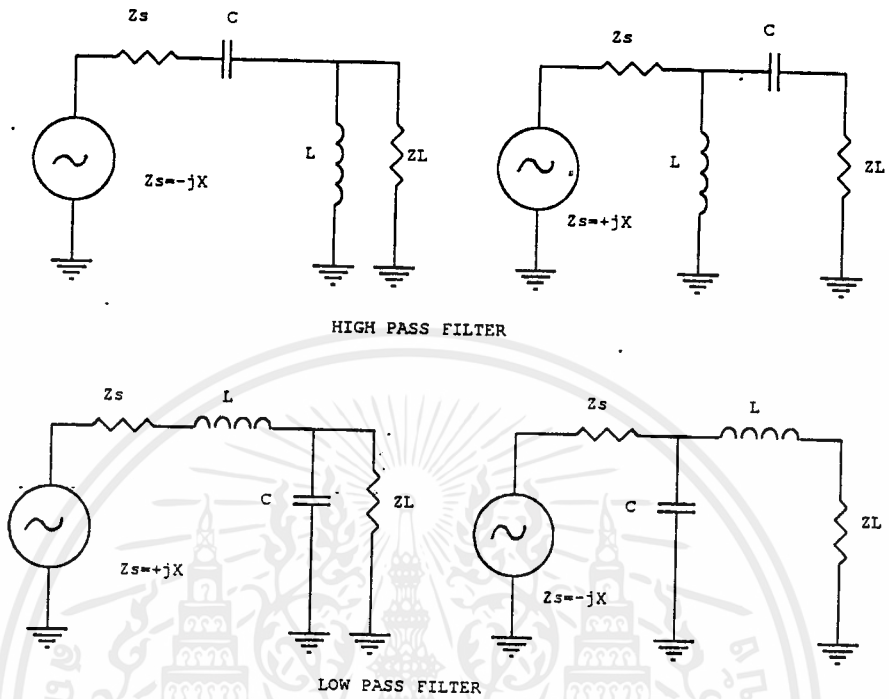 Zs C
Zs C
L ZL
Zs=-jX
L ZL
Zs=+jX
HIGH PASS FILTER
Zs L
Zs L
C ZL
Zs=+jX
C ZL
Zs=-jX
LOW PASS FILTER